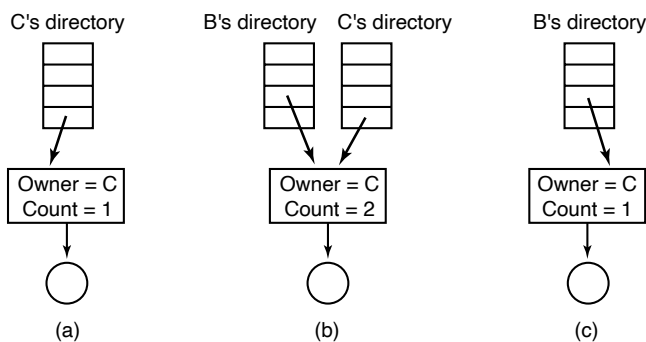 C's directory
B's directory
C's directory
B's directory
Owner = C
Count = 1
Owner = C
Count = 2
Owner = C
Count = 1
(a)
(b)
(c)